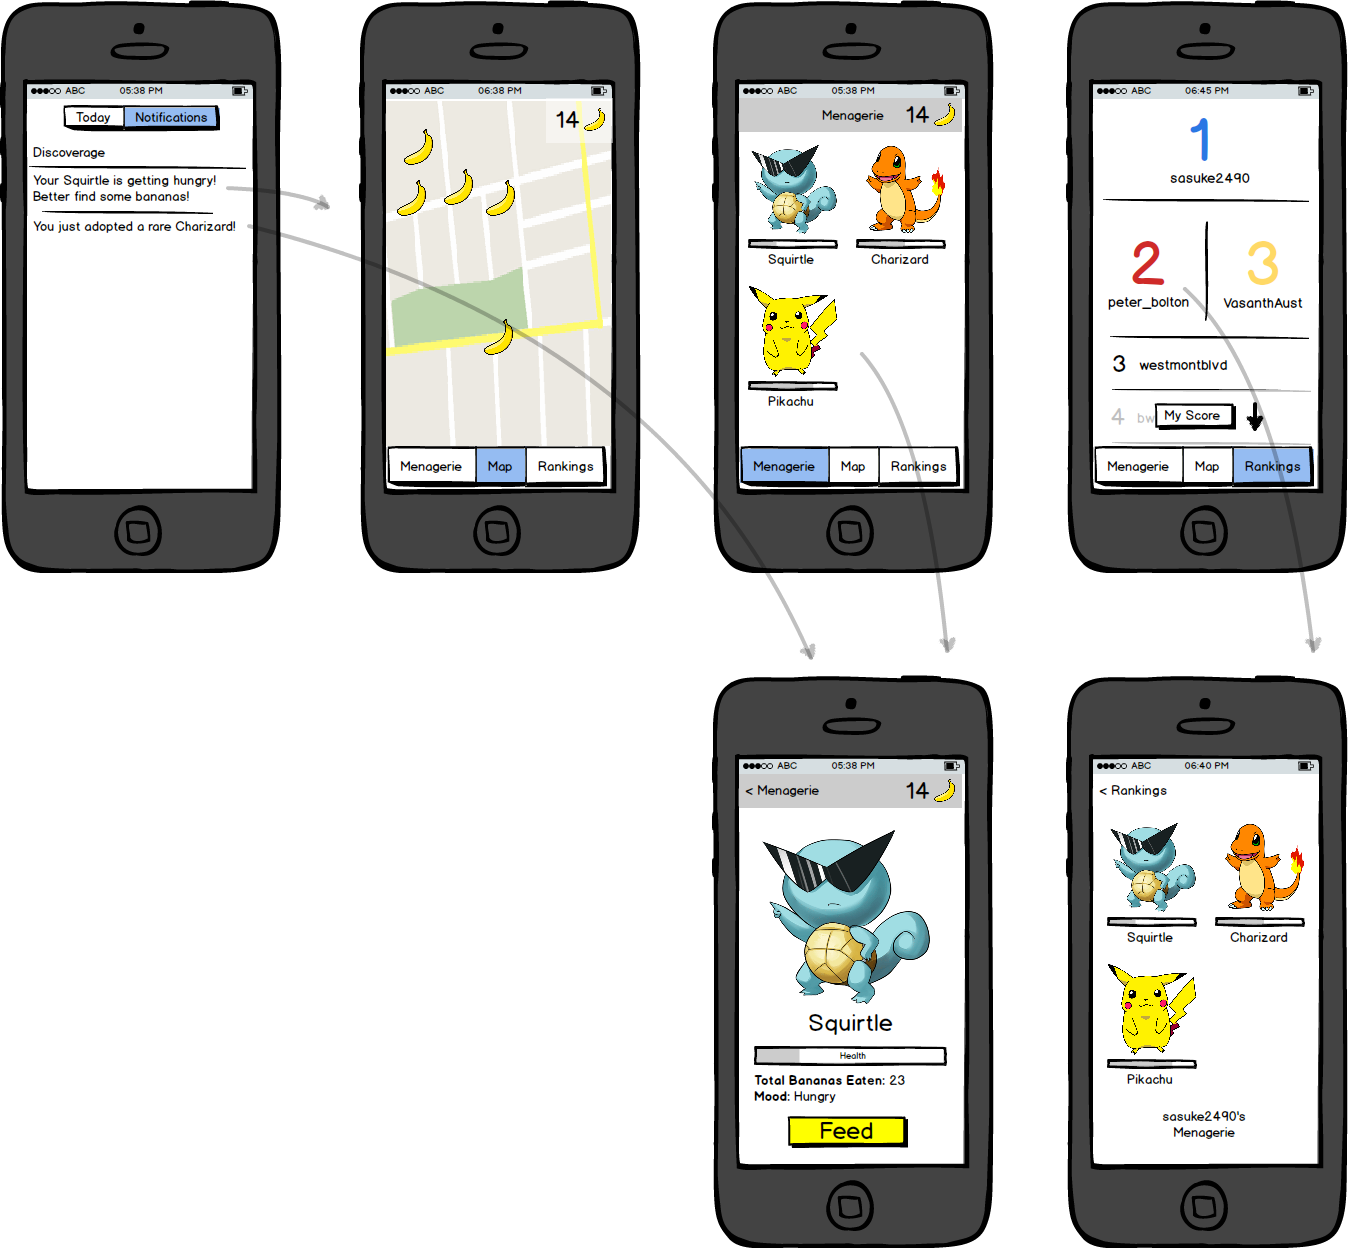 ABC 05:38 PM
Today Notifications
Discoverage
Your Squirtle is getting hungry!
Better find some bananas!
You just adopted a rare Charizard!
ABC 06:38 PM
14
Menagerie Map Rankings
ABC 05:38 PM
Menagerie 14
Squirtle Charizard
Pikachu
Menagerie Map Rankings
ABC 06:45 PM
1
sasuke2490
2 3
peter_bolton VasanthAust
3 westmontblvd
4 bw My Score
Menagerie Map Rankings
ABC 05:38 PM
< Menagerie 14
Squirtle
Health
Total Bananas Eaten: 23
Mood: Hungry
Feed
ABC 06:40 PM
< Rankings
Squirtle Charizard
Pikachu
sasuke2490's
Menagerie